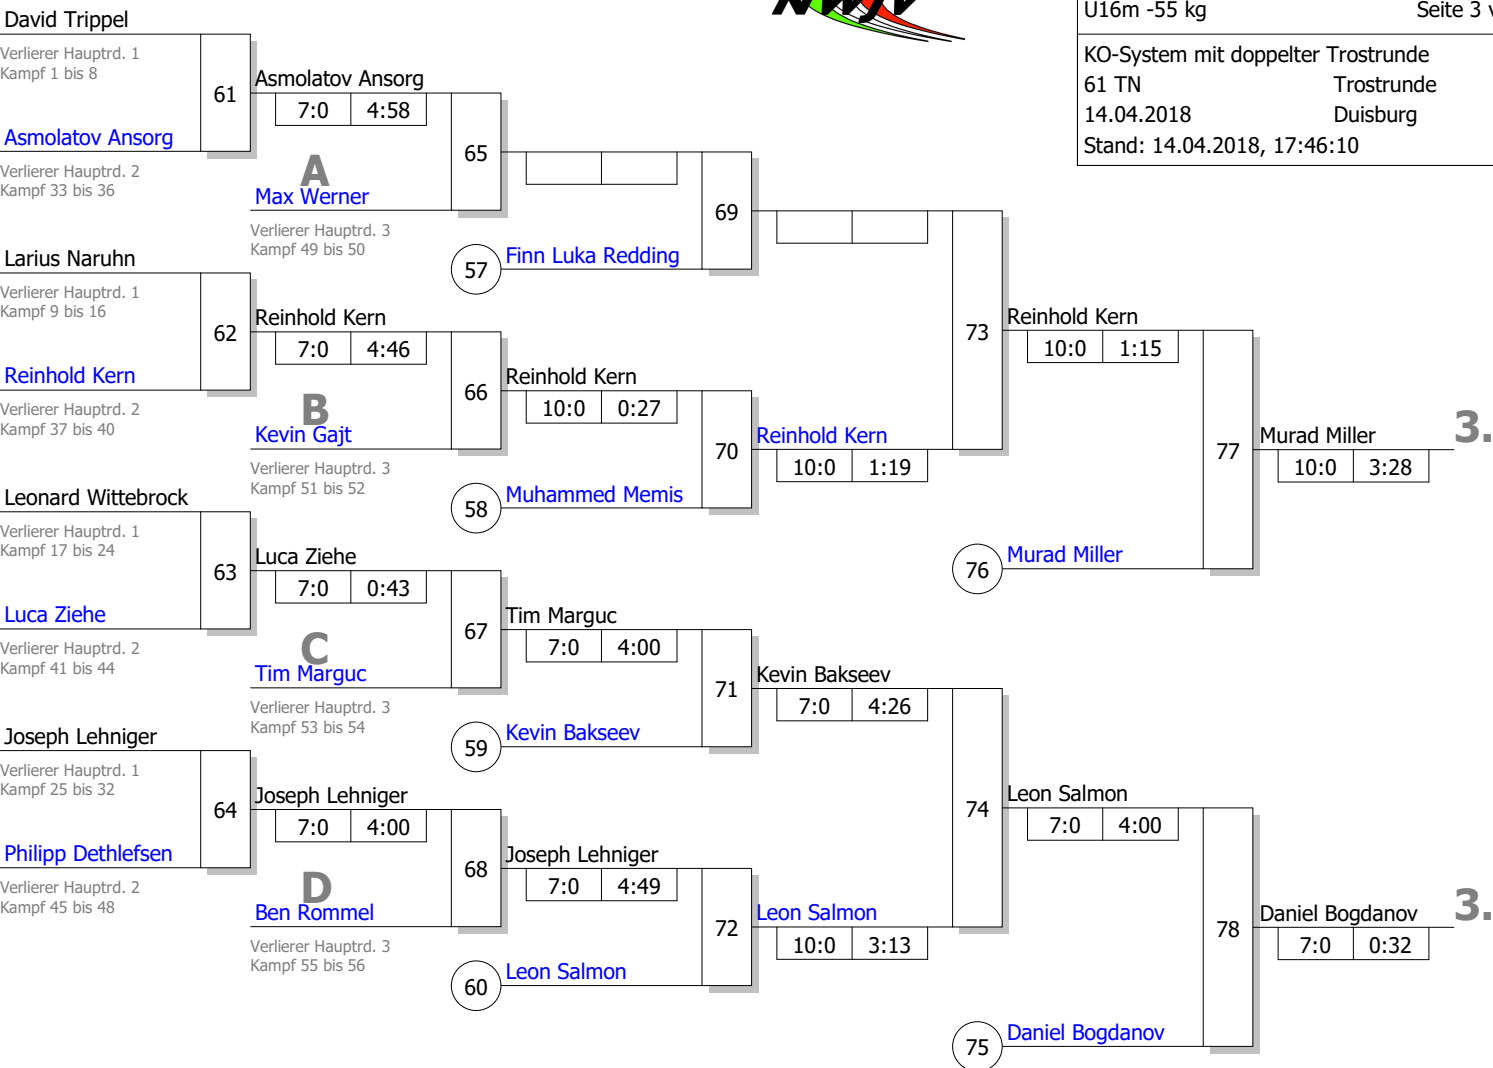 NWJV
U16m -55 kg Seite 3 v
KO-System mit doppelter Trostrunde
61 TN Trostrunde
14.04.2018 Duisburg
Stand: 14.04.2018, 17:46:10
David Trippel
Verlierer Hauptrd. 1
Kampf 1 bis 8
61
Asmolatov Ansorg
Verlierer Hauptrd. 2
Kampf 33 bis 36
Larius Naruhn
Verlierer Hauptrd. 1
Kampf 9 bis 16
62
Reinhold Kern
Verlierer Hauptrd. 2
Kampf 37 bis 40
Leonard Wittebrock
Verlierer Hauptrd. 1
Kampf 17 bis 24
63
Luca Ziehe
Verlierer Hauptrd. 2
Kampf 41 bis 44
Joseph Lehniger
Verlierer Hauptrd. 1
Kampf 25 bis 32
64
Philipp Dethlefsen
Verlierer Hauptrd. 2
Kampf 45 bis 48
Asmolatov Ansorg
7:0 4:58
A
65
Max Werner
Verlierer Hauptrd. 3
Kampf 49 bis 50
Reinhold Kern
7:0 4:46
B
66
Kevin Gajt
Verlierer Hauptrd. 3
Kampf 51 bis 52
Luca Ziehe
7:0 0:43
C
67
Tim Marguc
Verlierer Hauptrd. 3
Kampf 53 bis 54
Joseph Lehniger
7:0 4:00
D
68
Ben Rommel
Verlierer Hauptrd. 3
Kampf 55 bis 56
69
57 Finn Luka Redding
Reinhold Kern
10:0 0:27
70
58 Muhammed Memis
Tim Marguc
7:0 4:00
71
59 Kevin Bakseev
Joseph Lehniger
7:0 4:49
72
60 Leon Salmon
73
Reinhold Kern
10:0 1:19
Kevin Bakseev
7:0 4:26
74
Leon Salmon
10:0 3:13
Reinhold Kern
10:0 1:15
77
76 Murad Miller
Leon Salmon
7:0 4:00
78
75 Daniel Bogdanov
Murad Miller 3.
10:0 3:28
Daniel Bogdanov 3.
7:0 0:32